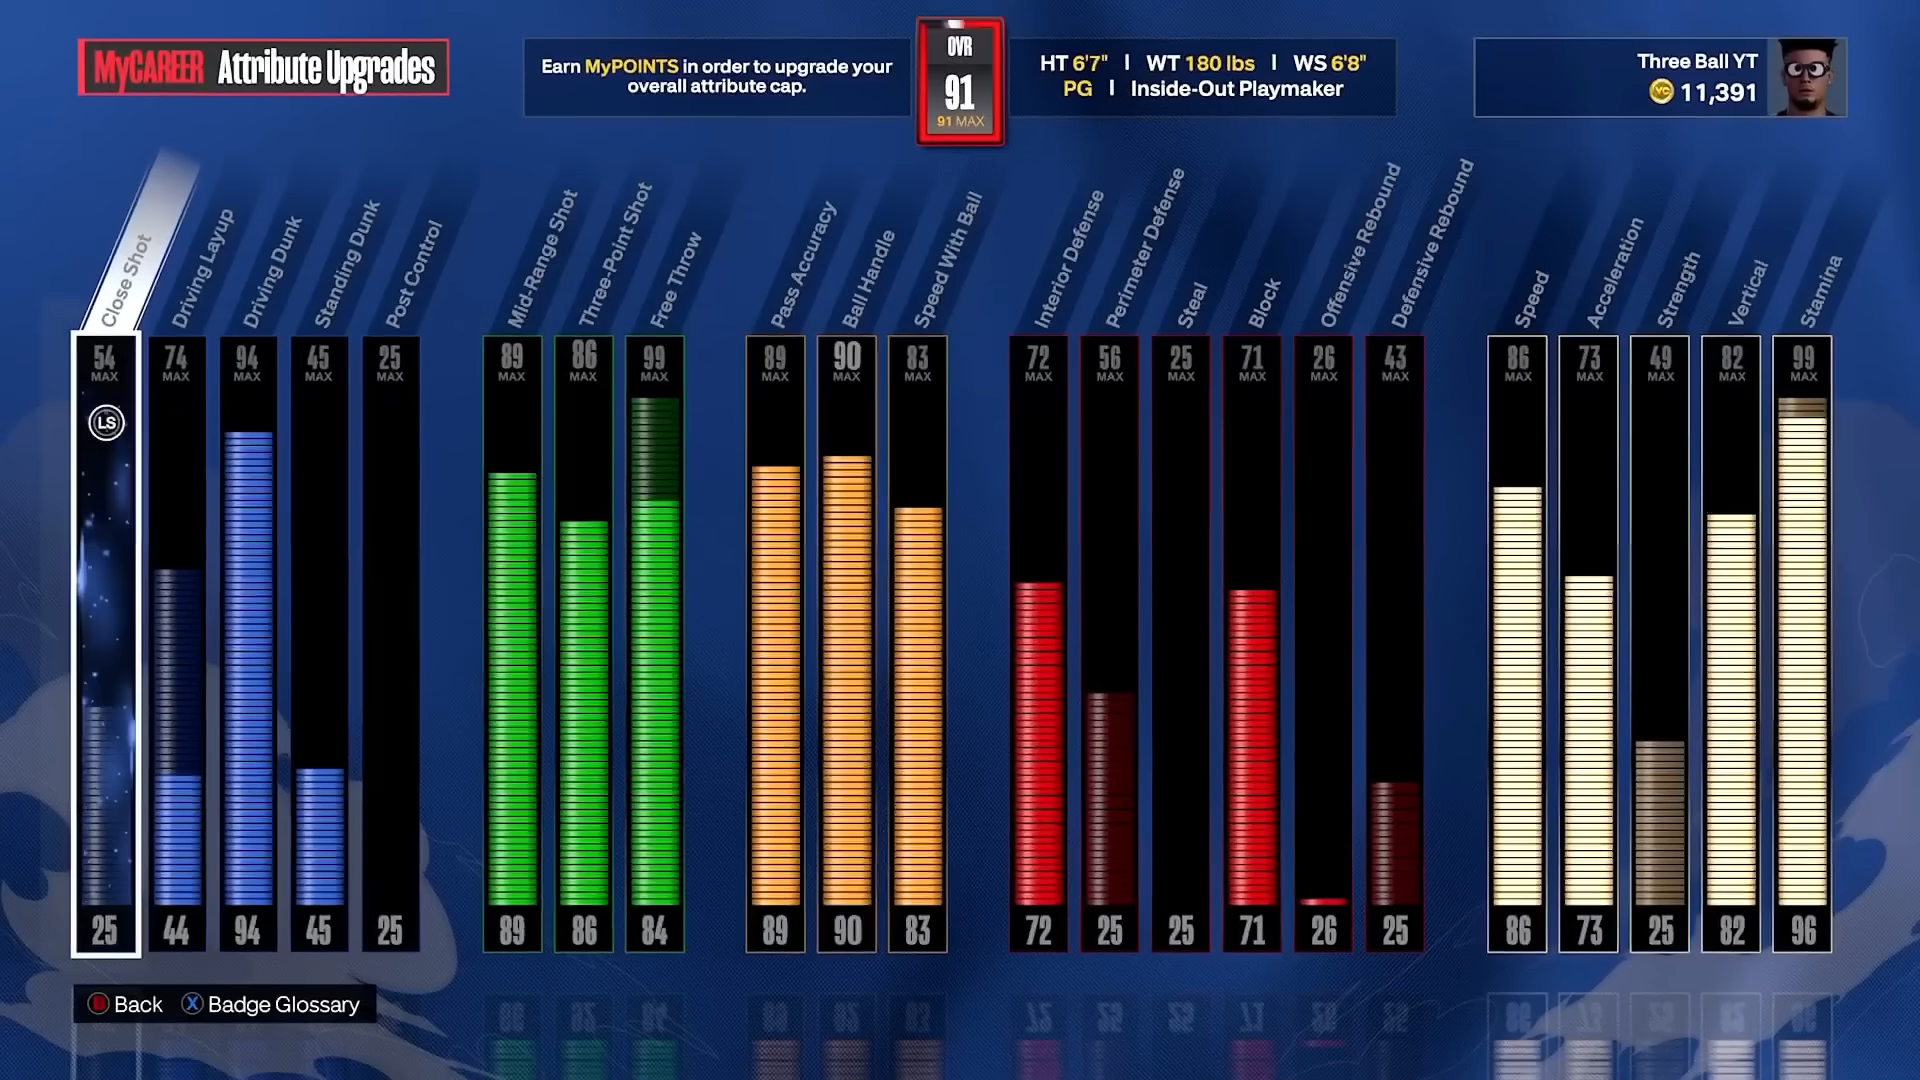 MyCAREER Attribute Upgrades
Earn MyPOINTS in order to upgrade your
overall attribute cap.
OVR
91
91 MAX
HT 6'7" | WT 180 lbs | WS 6'8"
PG | Inside-Out Playmaker
Three Ball YT
VC 11,391
Close Shot
Driving Layup
Driving Dunk
Standing Dunk
Post Control
Mid-Range Shot
Three-Point Shot
Free Throw
Pass Accuracy
Ball Handle
Speed With Ball
Interior Defense
Perimeter Defense
Steal
Block
Offensive Rebound
Defensive Rebound
Speed
Acceleration
Strength
Vertical
Stamina
54 74 94 45 25 89 86 99 89 90 83 72 56 25 71 26 43 86 73 49 82 99
MAX MAX MAX MAX MAX MAX MAX MAX MAX MAX MAX MAX MAX MAX MAX MAX MAX MAX MAX MAX MAX MAX
LS
25 44 94 45 25 89 86 84 89 90 83 72 25 25 71 26 25 86 73 25 82 96
B Back X Badge Glossary